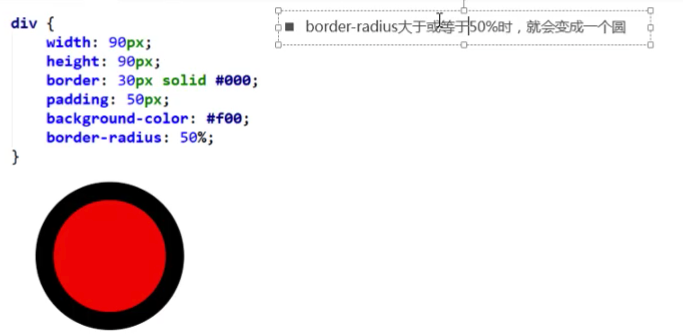 div {
    width: 90px;
    height: 90px;
    border: 30px solid #000;
    padding: 50px;
    background-color: #f00;
    border-radius: 50%;
}
■ border-radius大于或等于50%时，就会变成一个圆